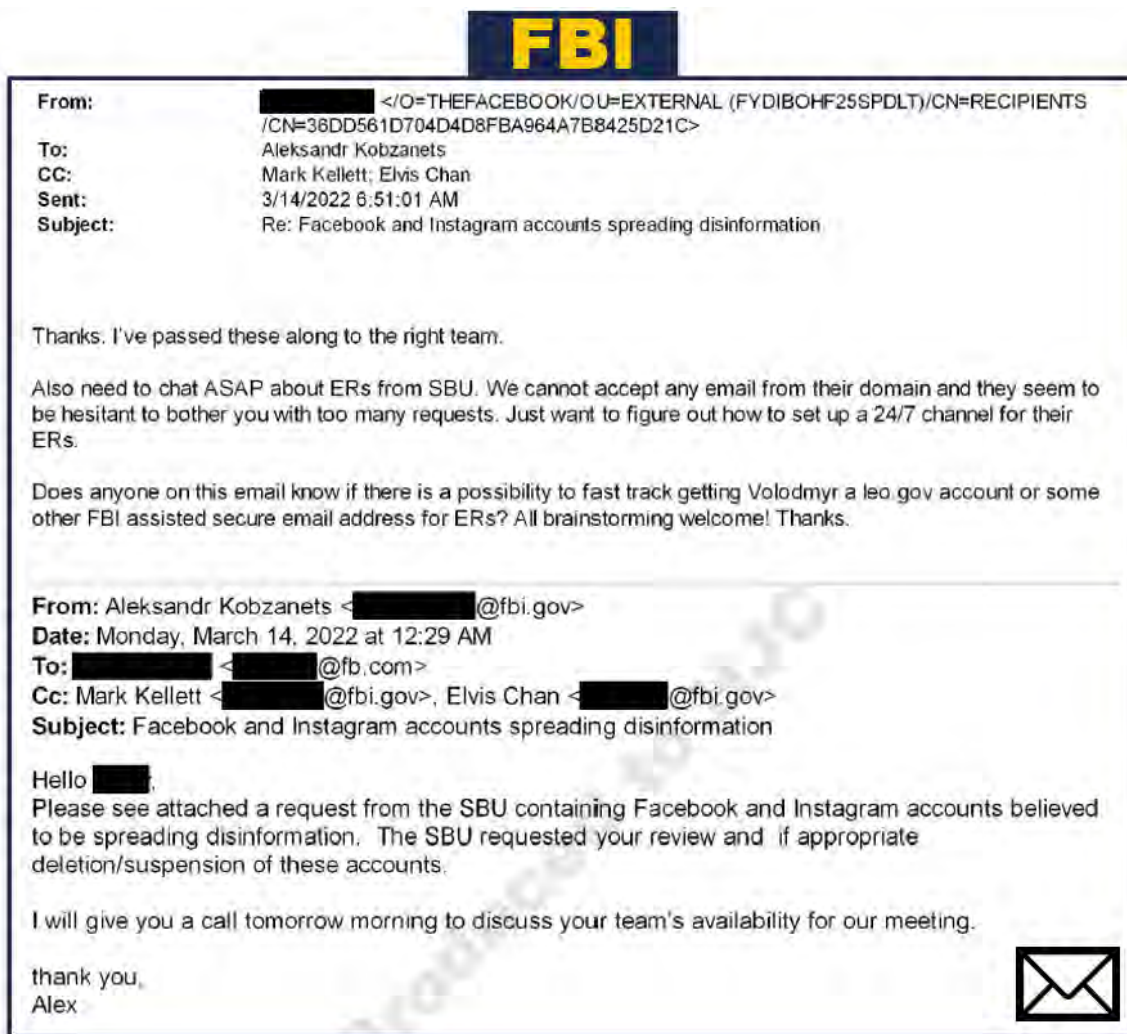 FBI
From: </O=THEFACEBOOK/OU=EXTERNAL (FYDIBOHF25SPDLT)/CN=RECIPIENTS
/CN=36DD561D704D4D8FBA964A7B8425D21C>
To: Aleksandr Kobzanets
CC: Mark Kellett; Elvis Chan
Sent: 3/14/2022 6:51:01 AM
Subject: Re: Facebook and Instagram accounts spreading disinformation
Thanks. I've passed these along to the right team.
Also need to chat ASAP about ERs from SBU. We cannot accept any email from their domain and they seem to
be hesitant to bother you with too many requests. Just want to figure out how to set up a 24/7 channel for their
ERs.
Does anyone on this email know if there is a possibility to fast track getting Volodmyr a leo.gov account or some
other FBI assisted secure email address for ERs? All brainstorming welcome! Thanks.
From: Aleksandr Kobzanets < @fbi.gov>
Date: Monday, March 14, 2022 at 12:29 AM
To: < @fb.com>
Cc: Mark Kellett < @fbi.gov>, Elvis Chan < @fbi.gov>
Subject: Facebook and Instagram accounts spreading disinformation
Hello ,
Please see attached a request from the SBU containing Facebook and Instagram accounts believed
to be spreading disinformation. The SBU requested your review and if appropriate
deletion/suspension of these accounts.
I will give you a call tomorrow morning to discuss your team's availability for our meeting.
thank you,
Alex